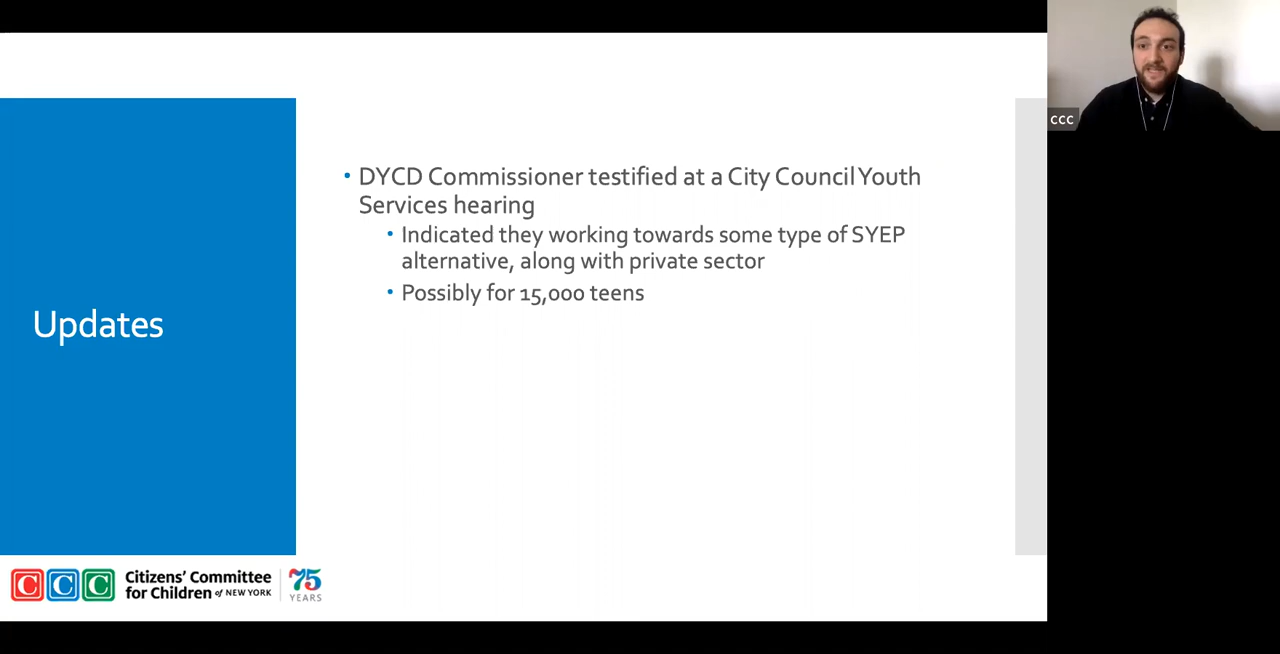 • DYCD Commissioner testified at a City Council Youth
Services hearing
• Indicated they working towards some type of SYEP
alternative, along with private sector
• Possibly for 15,000 teens
Updates
C C C
Citizens' Committee
for Children of NEW YORK
75
YEARS
ccc